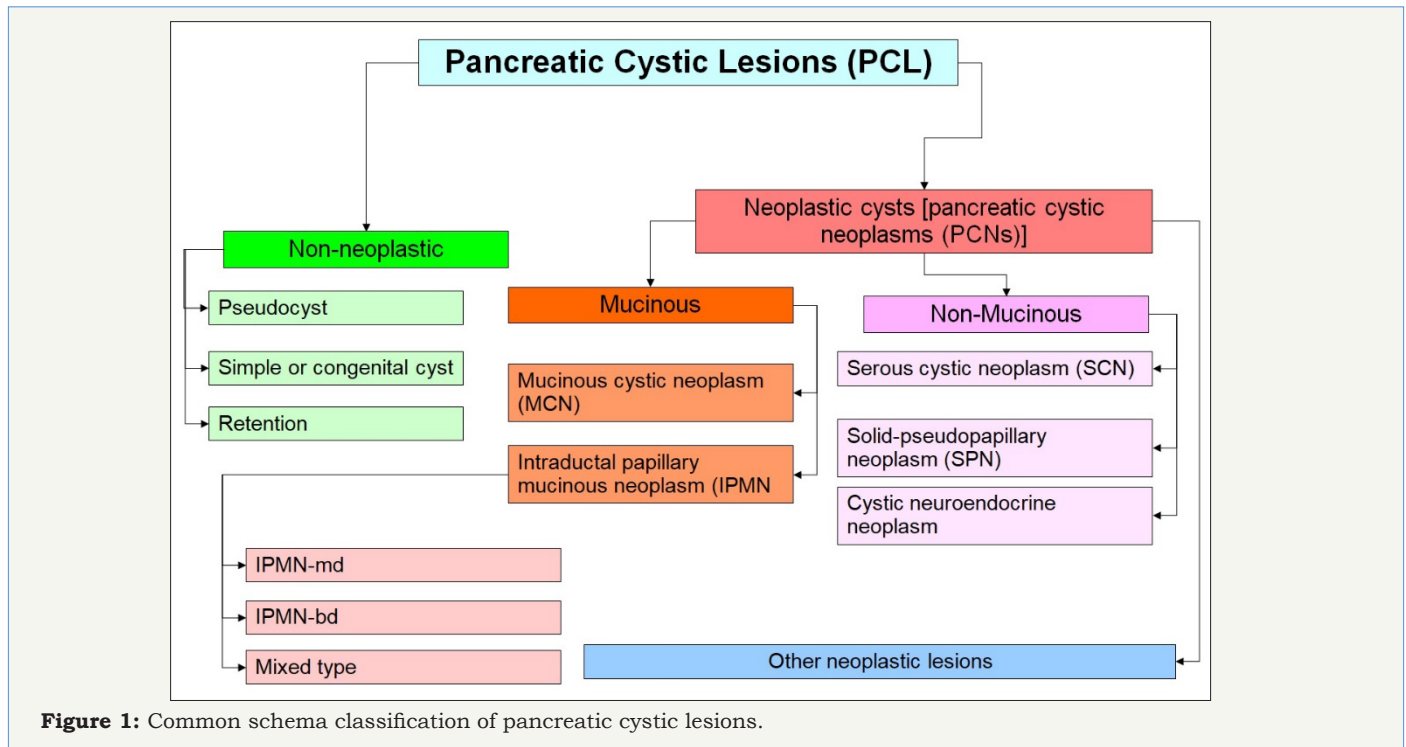 Pancreatic Cystic Lesions (PCL)
Neoplastic cysts [pancreatic cystic
neoplasms (PCNs)]
Non-neoplastic
Pseudocyst
Simple or congenital cyst
Retention
Mucinous
Mucinous cystic neoplasm
(MCN)
Intraductal papillary
mucinous neoplasm (IPMN
IPMN-md
IPMN-bd
Mixed type
Non-Mucinous
Serous cystic neoplasm (SCN)
Solid-pseudopapillary
neoplasm (SPN)
Cystic neuroendocrine
neoplasm
Other neoplastic lesions
Figure 1: Common schema classification of pancreatic cystic lesions.